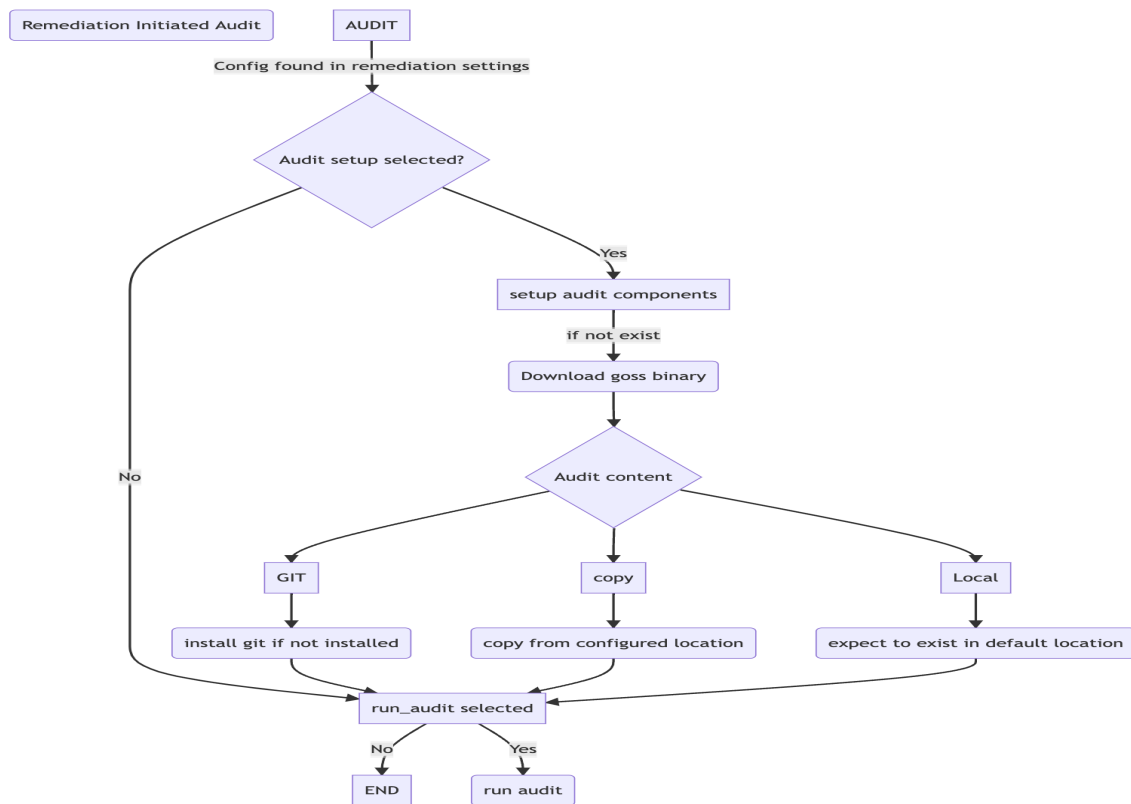 Remediation Initiated Audit
AUDIT
Config found in remediation settings
Audit setup selected?
Yes
setup audit components
if not exist
Download goss binary
No
Audit content
GIT
copy
Local
install git if not installed
copy from configured location
expect to exist in default location
run_audit selected
No
Yes
END
run audit